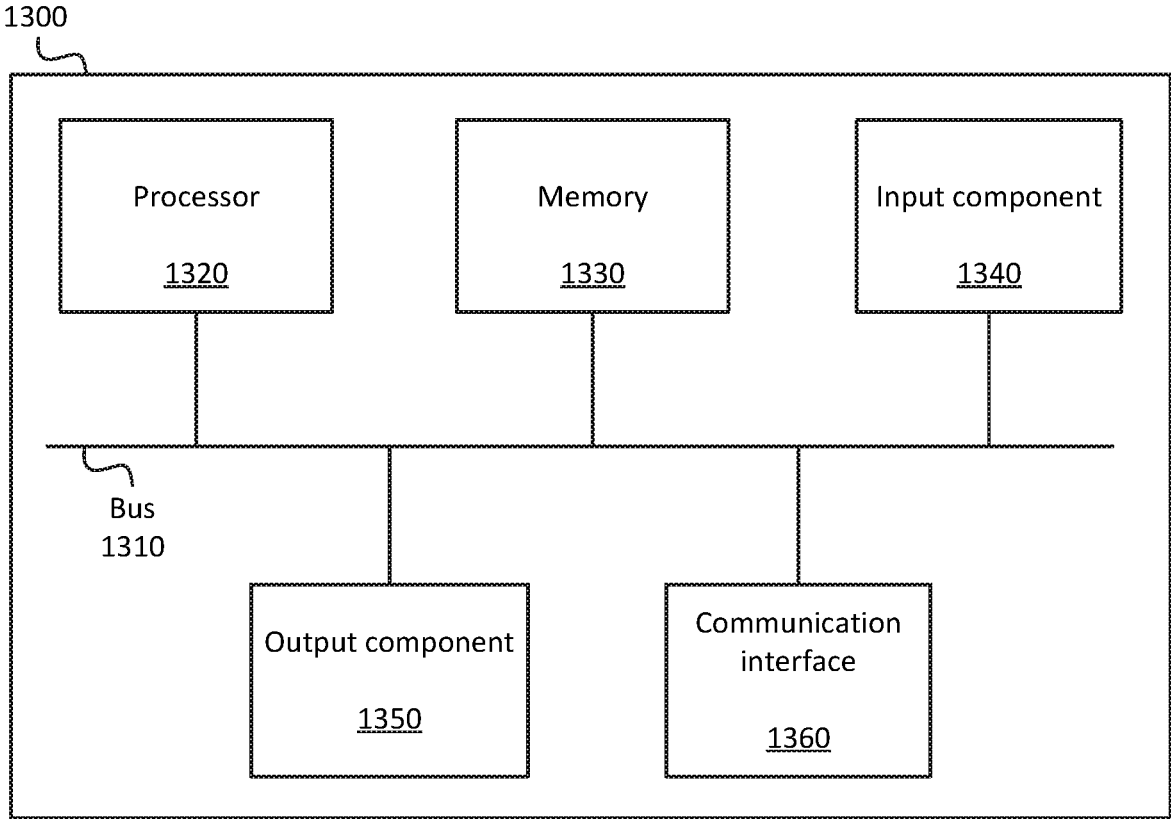 1300
Processor
1320
Memory
1330
Input component
1340
Bus
1310
Output component
1350
Communication
interface
1360